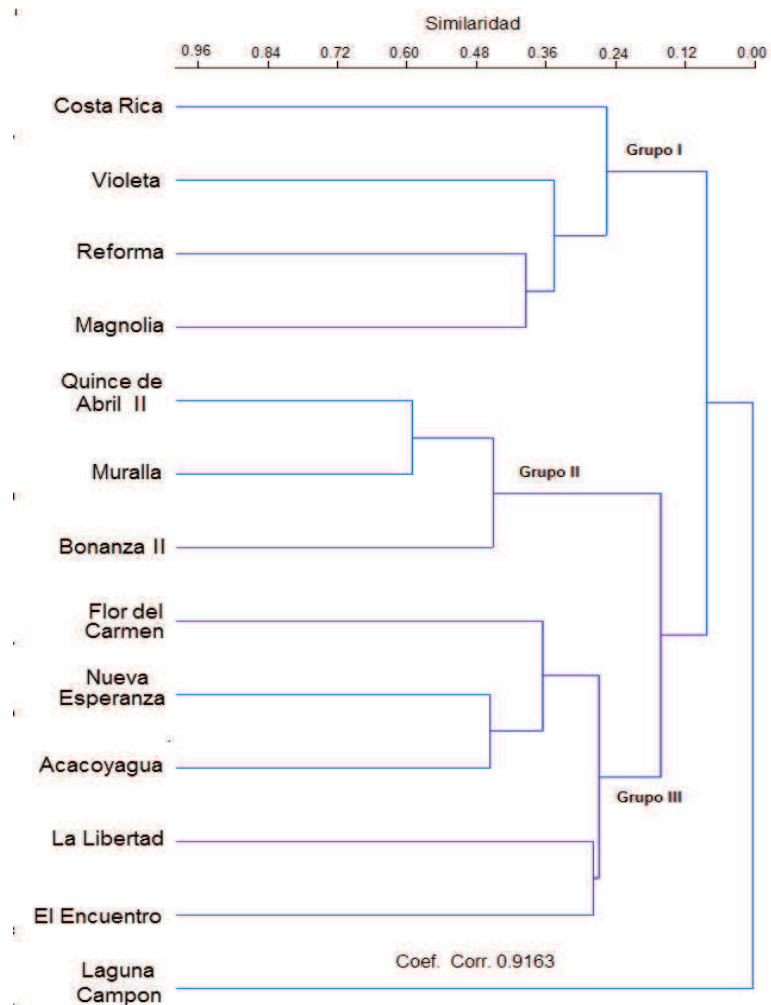 Similaridad
0.96 0.84 0.72 0.60 0.48 0.36 0.24 0.12 0.00
Costa Rica
Grupo I
Violeta
Reforma
Magnolia
Quince de
Abril II
Muralla
Grupo II
Bonanza II
Flor del
Carmen
Nueva
Esperanza
Acacoyagua
Grupo III
La Libertad
El Encuentro
Coef. Corr. 0.9163
Laguna
Campon